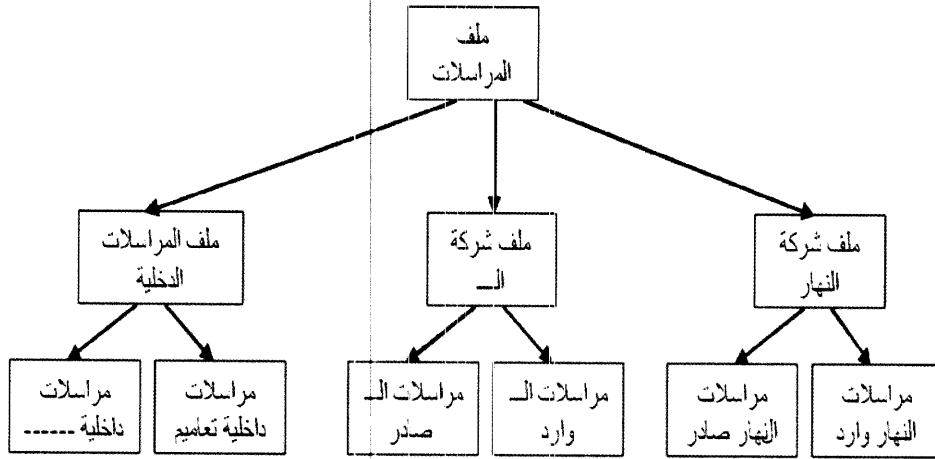 ملف
المراسلات
ملف شركة
النهار
ملف شركة
الـــ
ملف المراسلات
الدخلية
مراسلات
النهار وارد
مراسلات
النهار صادر
مراسلات الـــ
وارد
مراسلات الـــ
صادر
مراسلات
داخلية تعاميم
مراسلات
داخلية ------